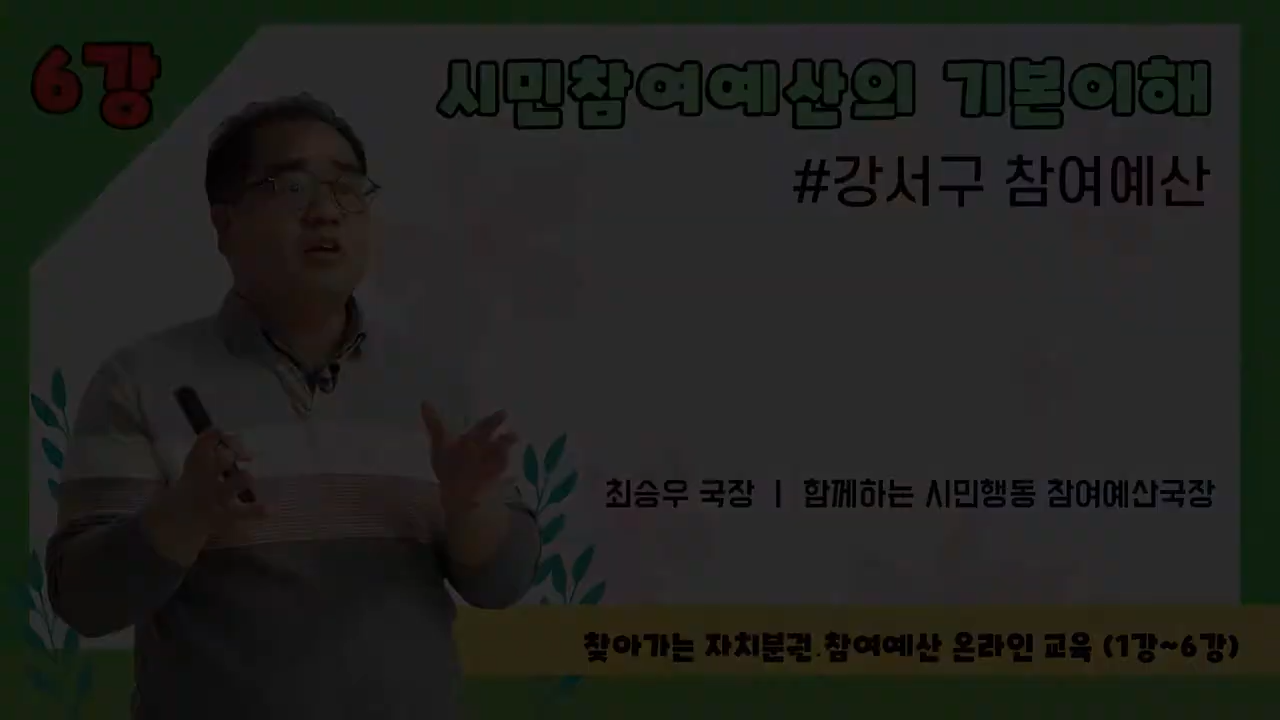 6강
시민참여예산의 기본이해
#강서구 참여예산
최승우 국장 | 함께하는 시민행동 참여예산국장
찾아가는 자치분권.참여예산 온라인 교육 (1강~6강)